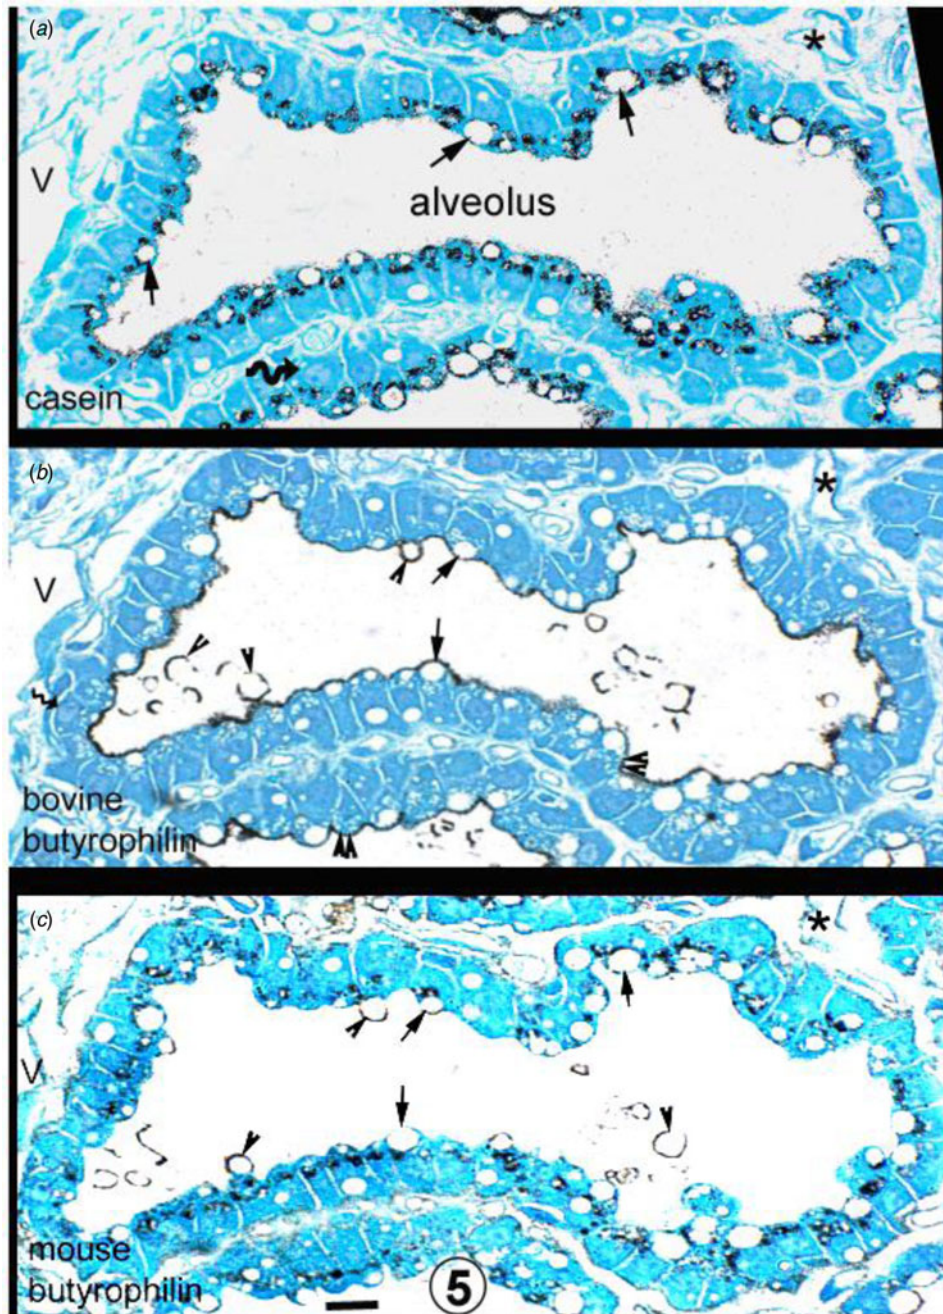 (a)
*
V
alveolus
casein
(b)
*
V
bovine
butyrophilin
(c)
*
V
mouse
butyrophilin
5